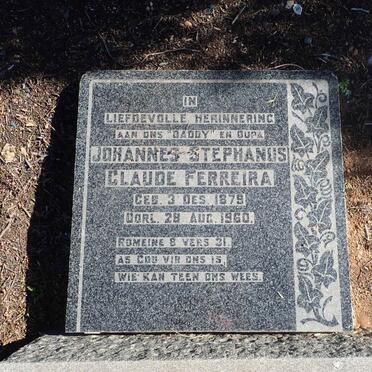 IN
LIEFDEVOLLE HERINNERING
AAN ONS "DADDY" EN OUPA
JOHANNES STEPHANUS
CLAUDE FERREIRA
GEB. 3 DES. 1879
OORL. 29 AUG. 1960.
ROMEINE 8 VERS 31
AS GOD VIR ONS IS,
WIE KAN TEEN ONS WEES